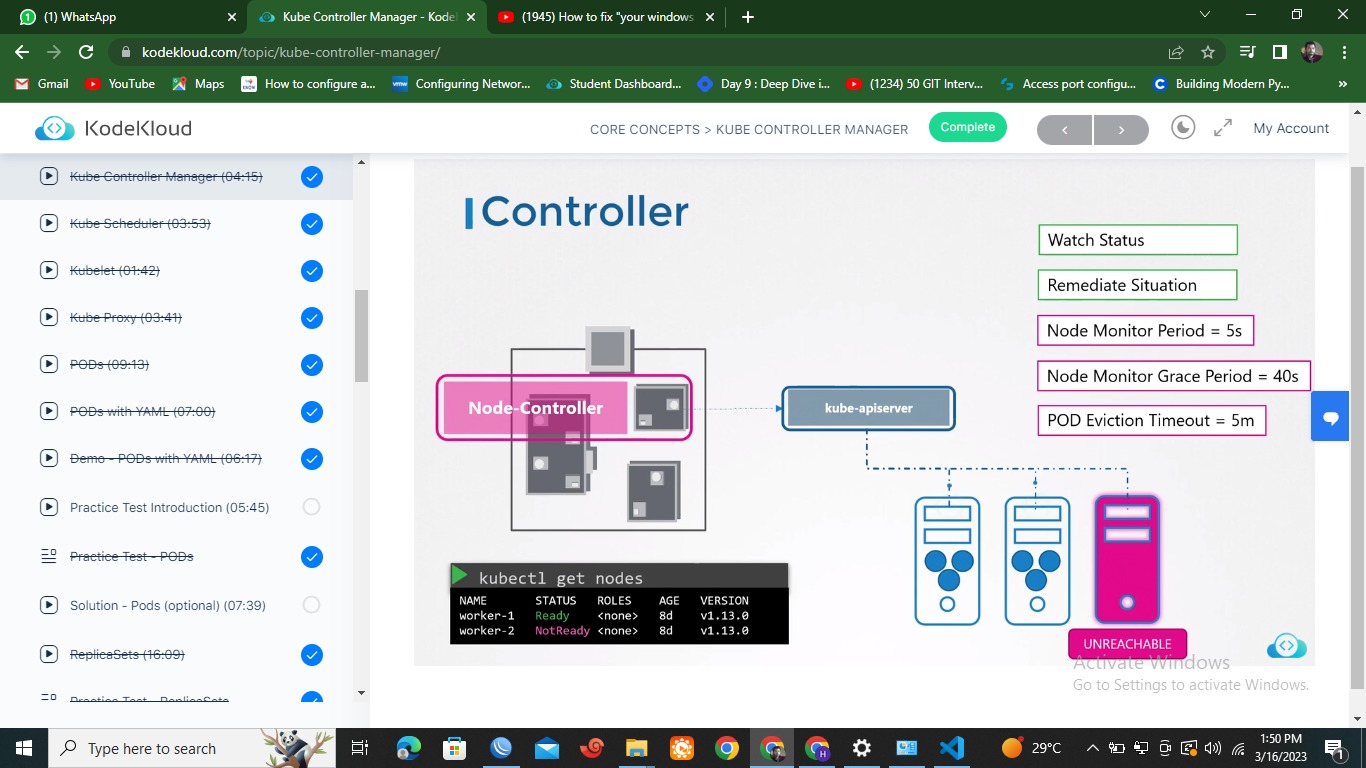 (1) WhatsApp
Kube Controller Manager - Kodel
(1945) How to fix "your windows
kodekloud.com/topic/kube-controller-manager/
Gmail
YouTube
Maps
How to configure a...
Configuring Networ...
Student Dashboard...
Day 9 : Deep Dive i...
(1234) 50 GIT Interv...
Access port configu...
Building Modern Py...
»
KodeKloud
CORE CONCEPTS > KUBE CONTROLLER MANAGER
Complete
My Account
Kube Controller Manager (04:15)
Kube Scheduler (03:53)
Kubelet (01:42)
Kube Proxy (03:41)
PODs (09:13)
PODs with YAML (07:00)
Demo - PODs with YAML (06:17)
Practice Test Introduction (05:45)
Practice Test - PODs
Solution - Pods (optional) (07:39)
ReplicaSets (16:09)
Practice Test - ReplicaSets
Controller
Watch Status
Remediate Situation
Node Monitor Period = 5s
Node Monitor Grace Period = 40s
POD Eviction Timeout = 5m
Node-Controller
kube-apiserver
kubectl get nodes
NAME STATUS ROLES AGE VERSION
worker-1 Ready <none> 8d v1.13.0
worker-2 NotReady <none> 8d v1.13.0
UNREACHABLE
Activate Windows
Go to Settings to activate Windows.
Type here to search
29°C
1:50 PM
3/16/2023
1